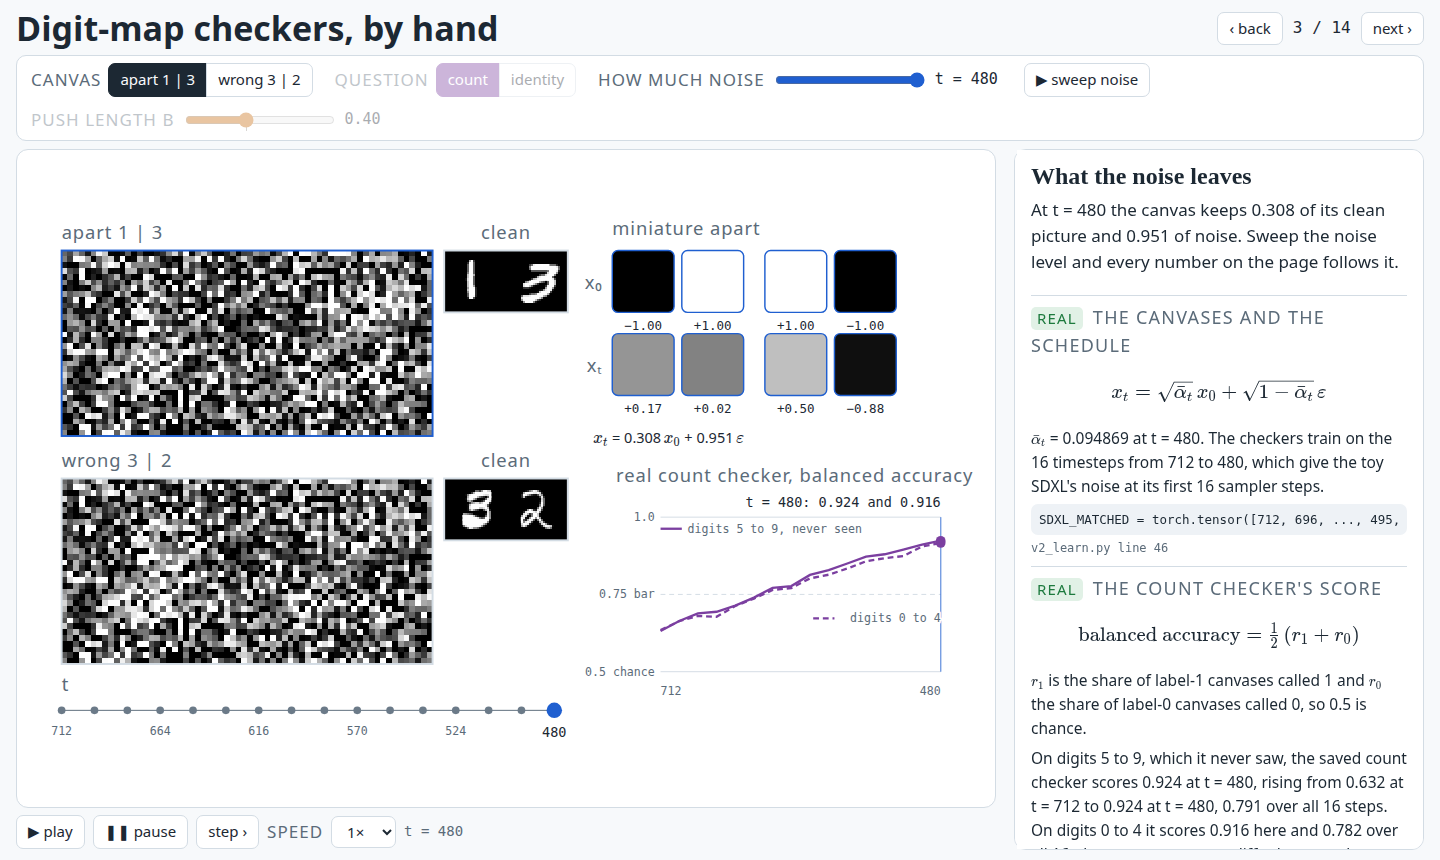 Digit-map checkers, by hand
‹ back 3 / 14 next ›
CANVAS apart 1 | 3 wrong 3 | 2 QUESTION count identity HOW MUCH NOISE t = 480 ▶ sweep noise
PUSH LENGTH B 0.40
apart 1 | 3 clean
1 3
wrong 3 | 2 clean
3 2
t
712 664 616 570 524 480
miniature apart
x₀
−1.00 +1.00 +1.00 −1.00
xₜ
+0.17 +0.02 +0.50 −0.88
xₜ = 0.308 x₀ + 0.951 ε
real count checker, balanced accuracy
t = 480: 0.924 and 0.916
1.0
digits 5 to 9, never seen
0.75 bar
digits 0 to 4
0.5 chance
712 480
▶ play ❚❚ pause step › SPEED 1× t = 480
What the noise leaves
At t = 480 the canvas keeps 0.308 of its clean
picture and 0.951 of noise. Sweep the noise
level and every number on the page follows it.
REAL THE CANVASES AND THE
SCHEDULE
xₜ = √ᾱₜ x₀ + √1 − ᾱₜ ε
ᾱₜ = 0.094869 at t = 480. The checkers train on the
16 timesteps from 712 to 480, which give the toy
SDXL's noise at its first 16 sampler steps.
SDXL_MATCHED = torch.tensor([712, 696, ..., 495,
v2_learn.py line 46
REAL THE COUNT CHECKER'S SCORE
balanced accuracy = ½ (r₁ + r₀)
r₁ is the share of label-1 canvases called 1 and r₀
the share of label-0 canvases called 0, so 0.5 is
chance.
On digits 5 to 9, which it never saw, the saved count
checker scores 0.924 at t = 480, rising from 0.632 at
t = 712 to 0.924 at t = 480, 0.791 over all 16 steps.
On digits 0 to 4 it scores 0.916 here and 0.782 over